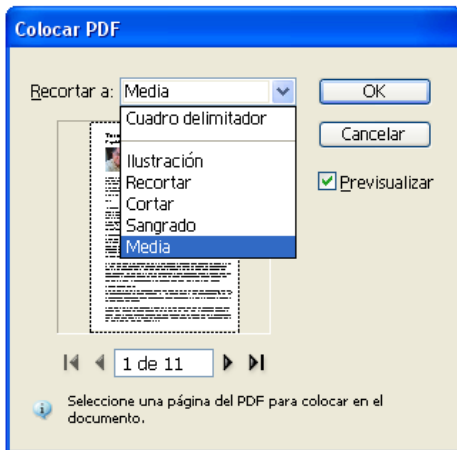 Colocar PDF
Recortar a: Media
OK
Cuadro delimitador
Cancelar
Ilustración
Recortar
Previsualizar
Cortar
Sangrado
Media
1 de 11
Seleccione una página del PDF para colocar en el
documento.